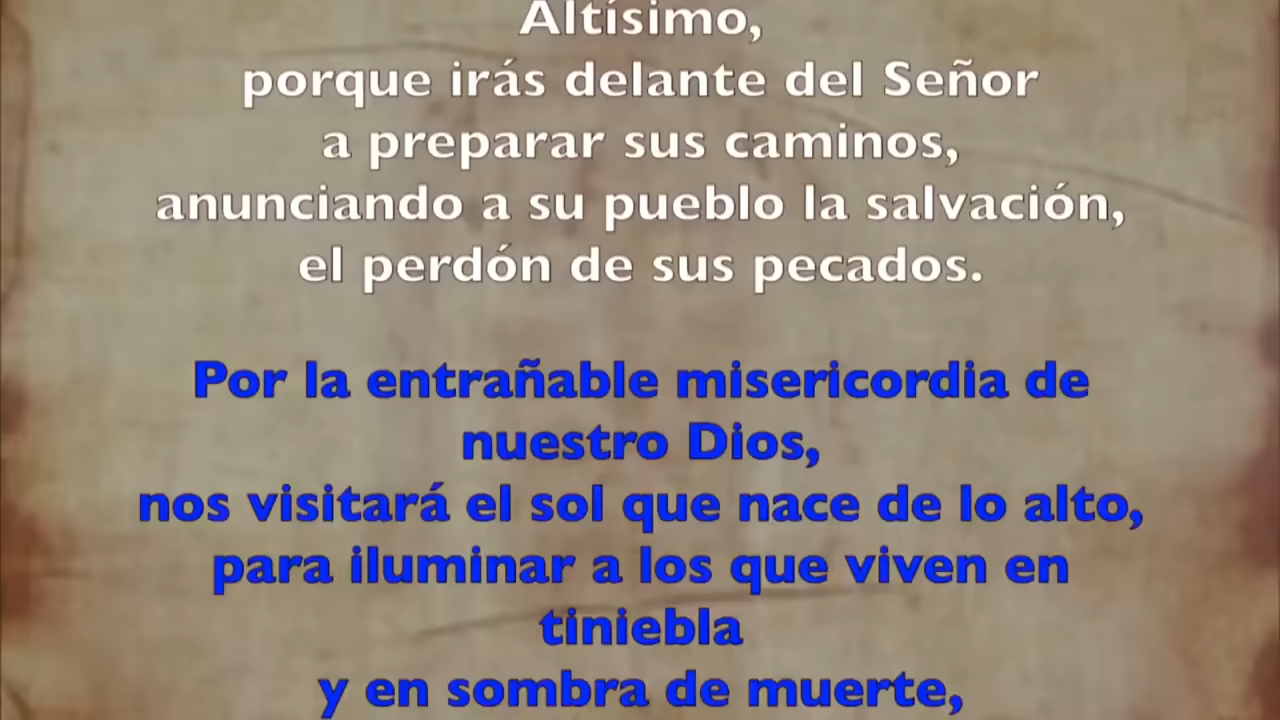 Altísimo,
porque irás delante del Señor
a preparar sus caminos,
anunciando a su pueblo la salvación,
el perdón de sus pecados.
Por la entrañable misericordia de
nuestro Dios,
nos visitará el sol que nace de lo alto,
para iluminar a los que viven en
tiniebla
y en sombra de muerte,